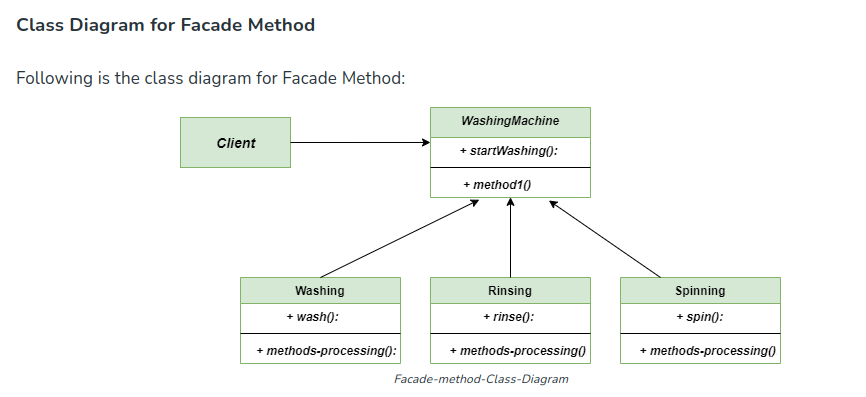 Class Diagram for Facade Method
Following is the class diagram for Facade Method:
Client
WashingMachine
+ startWashing():
+ method1()
Washing
+ wash():
+ methods-processing():
Rinsing
+ rinse():
+ methods-processing()
Spinning
+ spin():
+ methods-processing()
Facade-method-Class-Diagram